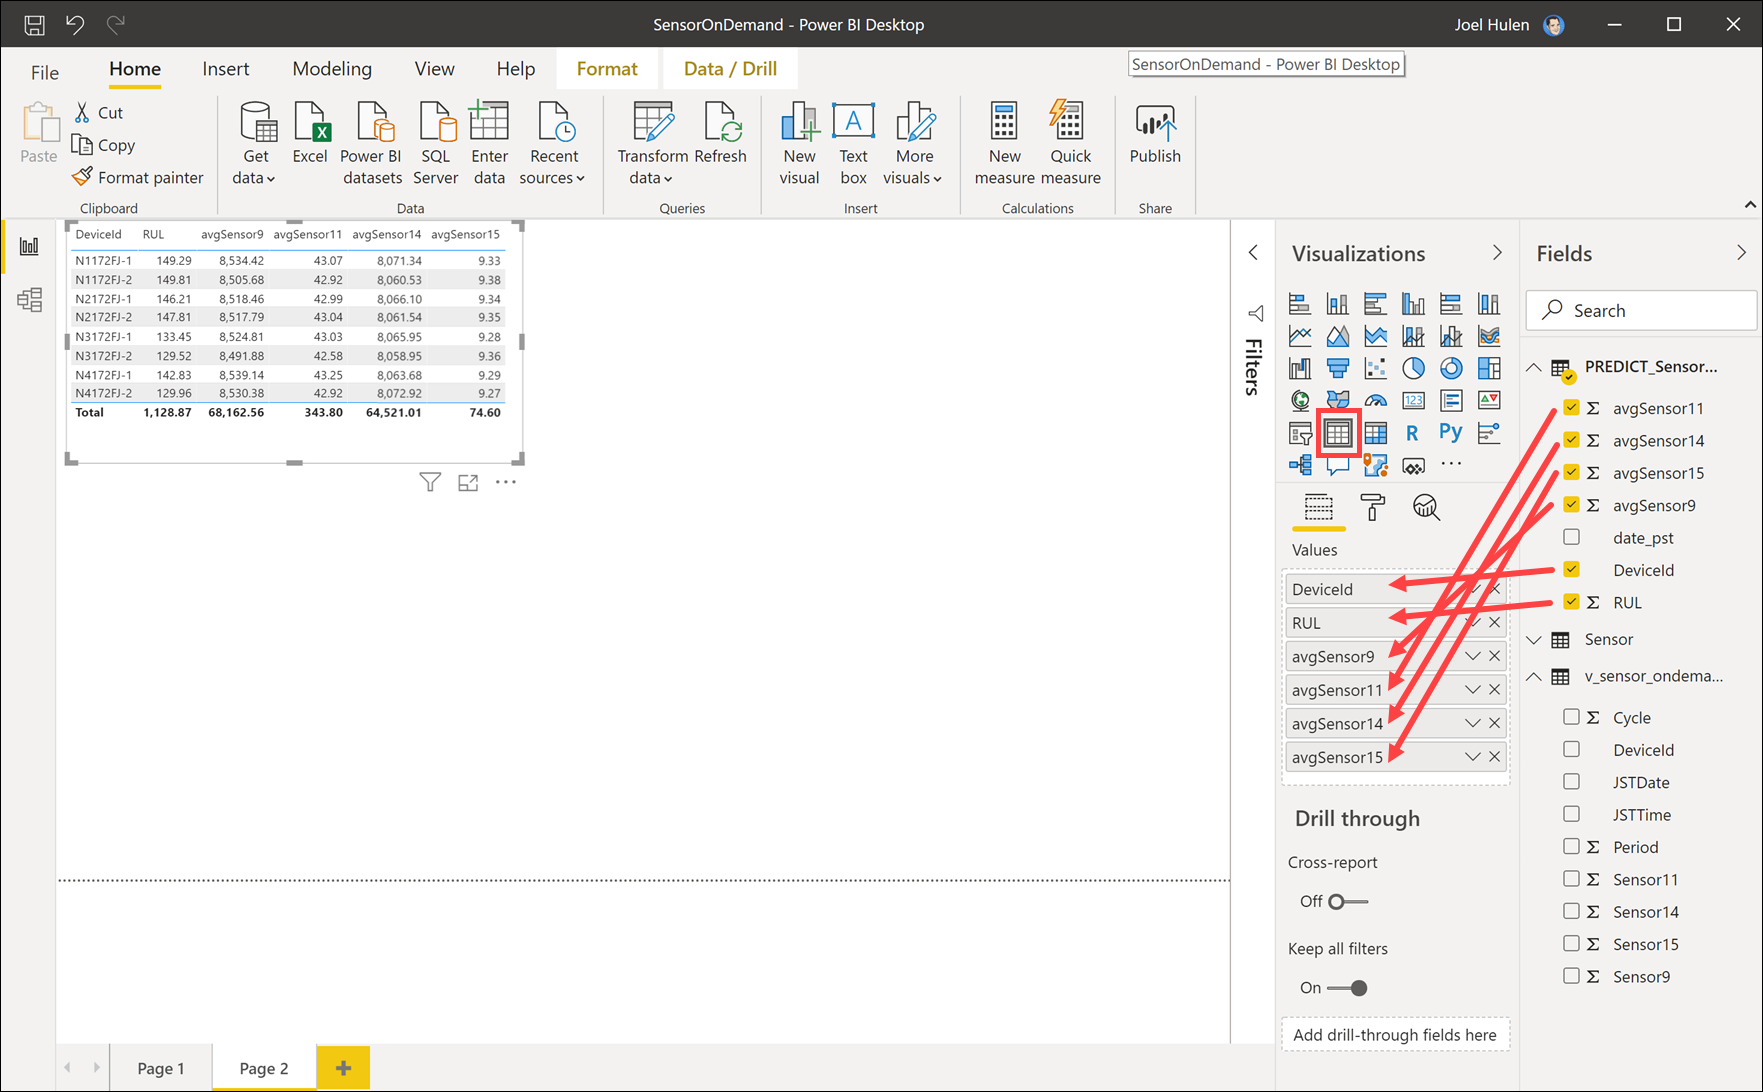 SensorOnDemand - Power BI Desktop
Joel Hulen
File
Home
Insert
Modeling
View
Help
Format
Data / Drill
SensorOnDemand - Power BI Desktop
Paste
Cut
Copy
Format painter
Clipboard
Get
data
Excel
Power BI
datasets
SQL
Server
Enter
data
Recent
sources
Data
Transform
data
Refresh
Queries
New
visual
Text
box
More
visuals
Insert
New
measure
Quick
measure
Calculations
Publish
Share
DeviceId RUL avgSensor9 avgSensor11 avgSensor14 avgSensor15
N1172FJ-1 149.29 8,534.42 43.07 8,071.34 9.33
N1172FJ-2 149.81 8,505.68 42.92 8,060.53 9.38
N2172FJ-1 146.21 8,518.46 42.99 8,066.10 9.34
N2172FJ-2 147.81 8,517.79 43.04 8,061.54 9.35
N3172FJ-1 133.45 8,524.81 43.03 8,065.95 9.28
N3172FJ-2 129.52 8,491.88 42.58 8,058.95 9.36
N4172FJ-1 142.83 8,539.14 43.25 8,063.68 9.29
N4172FJ-2 129.96 8,530.38 42.92 8,072.92 9.27
Total 1,128.87 68,162.56 343.80 64,521.01 74.60
Filters
Visualizations
123
R
Py
Values
DeviceId
RUL
avgSensor9
avgSensor11
avgSensor14
avgSensor15
Drill through
Cross-report
Off
Keep all filters
On
Add drill-through fields here
Fields
Search
PREDICT_Sensor...
Σ avgSensor11
Σ avgSensor14
Σ avgSensor15
Σ avgSensor9
date_pst
DeviceId
Σ RUL
Sensor
v_sensor_ondema...
Σ Cycle
DeviceId
JSTDate
JSTTime
Σ Period
Σ Sensor11
Σ Sensor14
Σ Sensor15
Σ Sensor9
Page 1
Page 2
+